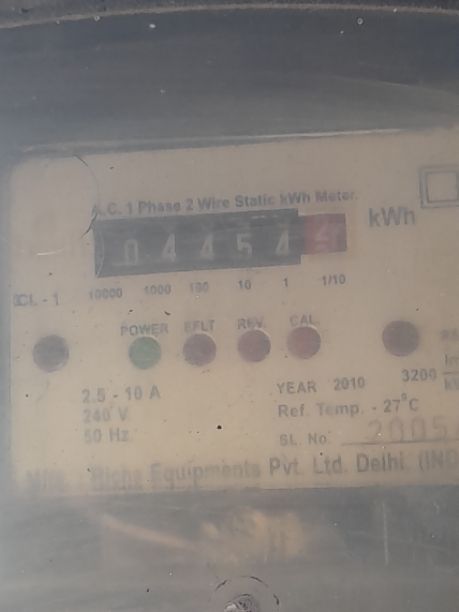 A.C. 1 Phase 2 Wire Static kWh Meter.
0 4 4 5 4 kWh
CL - 1 10000 1000 100 10 1 1/10
POWER EFLT REV CAL
2.5 - 10 A YEAR 2010 3200
240 V Ref. Temp. - 27°C
50 Hz SL. No. 2005
Equipments Pvt. Ltd. Delhi.